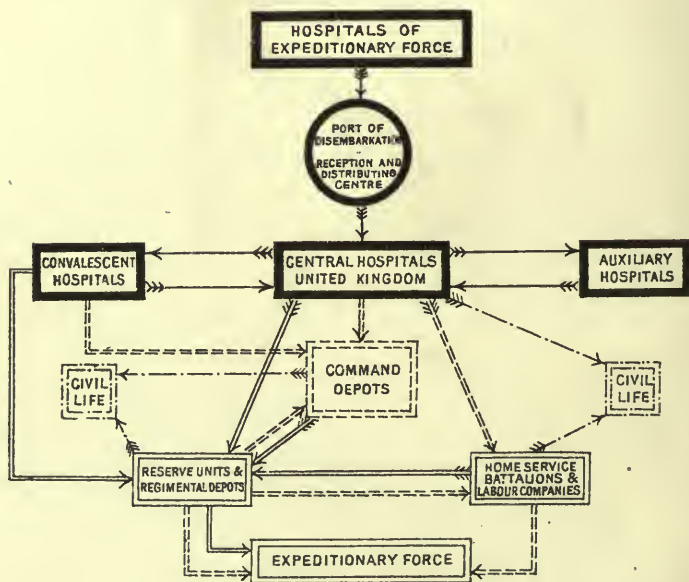 HOSPITALS OF
EXPEDITIONARY FORCE
PORT OF
DISEMBARKATION
RECEPTION AND
DISTRIBUTING
CENTRE
CONVALESCENT
HOSPITALS
CENTRAL HOSPITALS
UNITED KINGDOM
AUXILIARY
HOSPITALS
CIVIL
LIFE
COMMAND
DEPOTS
CIVIL
LIFE
RESERVE UNITS &
REGIMENTAL DEPOTS
HOME SERVICE
BATTALIONS &
LABOUR COMPANIES
EXPEDITIONARY FORCE